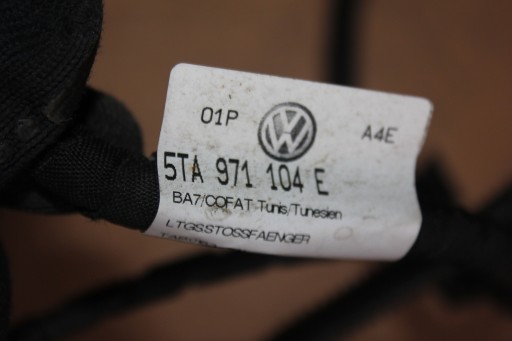 01P
A4E
5TA 971 104 E
BA7/COFAT-Tunis/Tunesien
LTGSSTOSSFAENGER